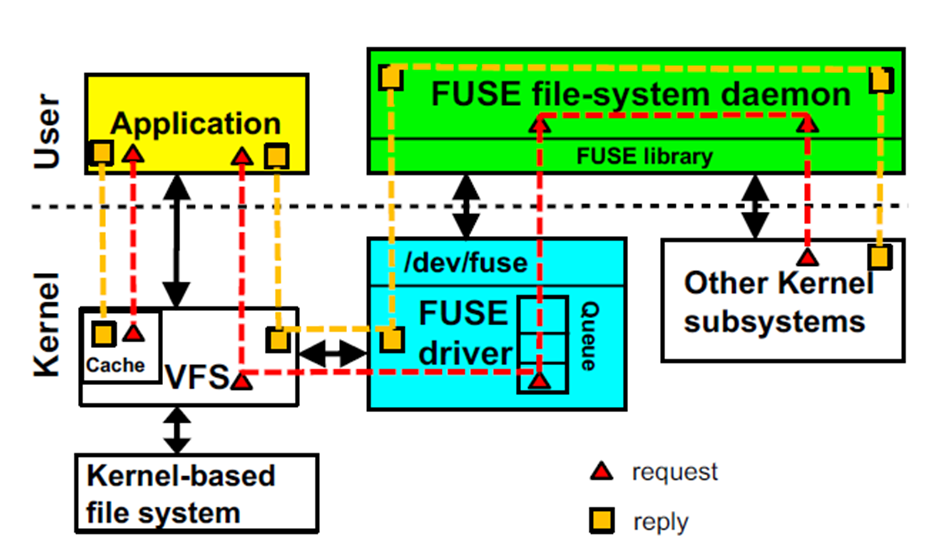 User
Application
FUSE file-system daemon
FUSE library
Kernel
Cache
VFS
/dev/fuse
FUSE
driver
Queue
Other Kernel
subsystems
Kernel-based
file system
request
reply